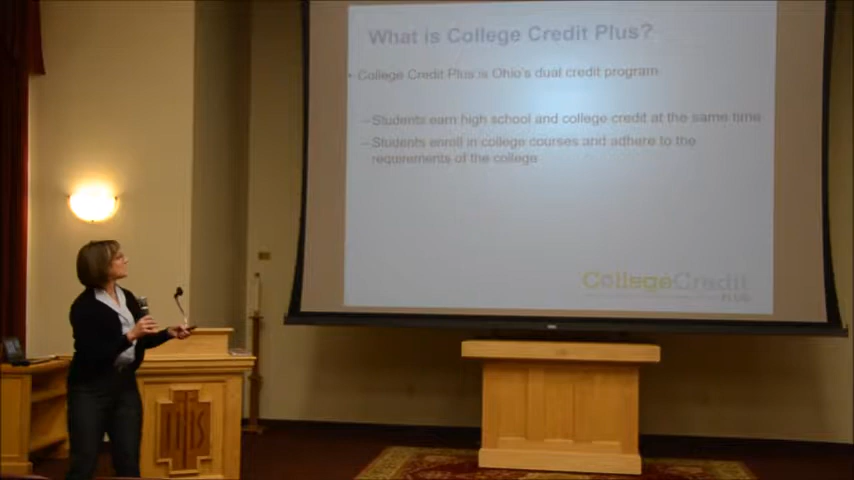 What is College Credit Plus?
• College Credit Plus is Ohio's dual credit program
– Students earn high school and college credit at the same time
– Students enroll in college courses and adhere to the
requirements of the college
CollegeCredit
PLUS
IHS